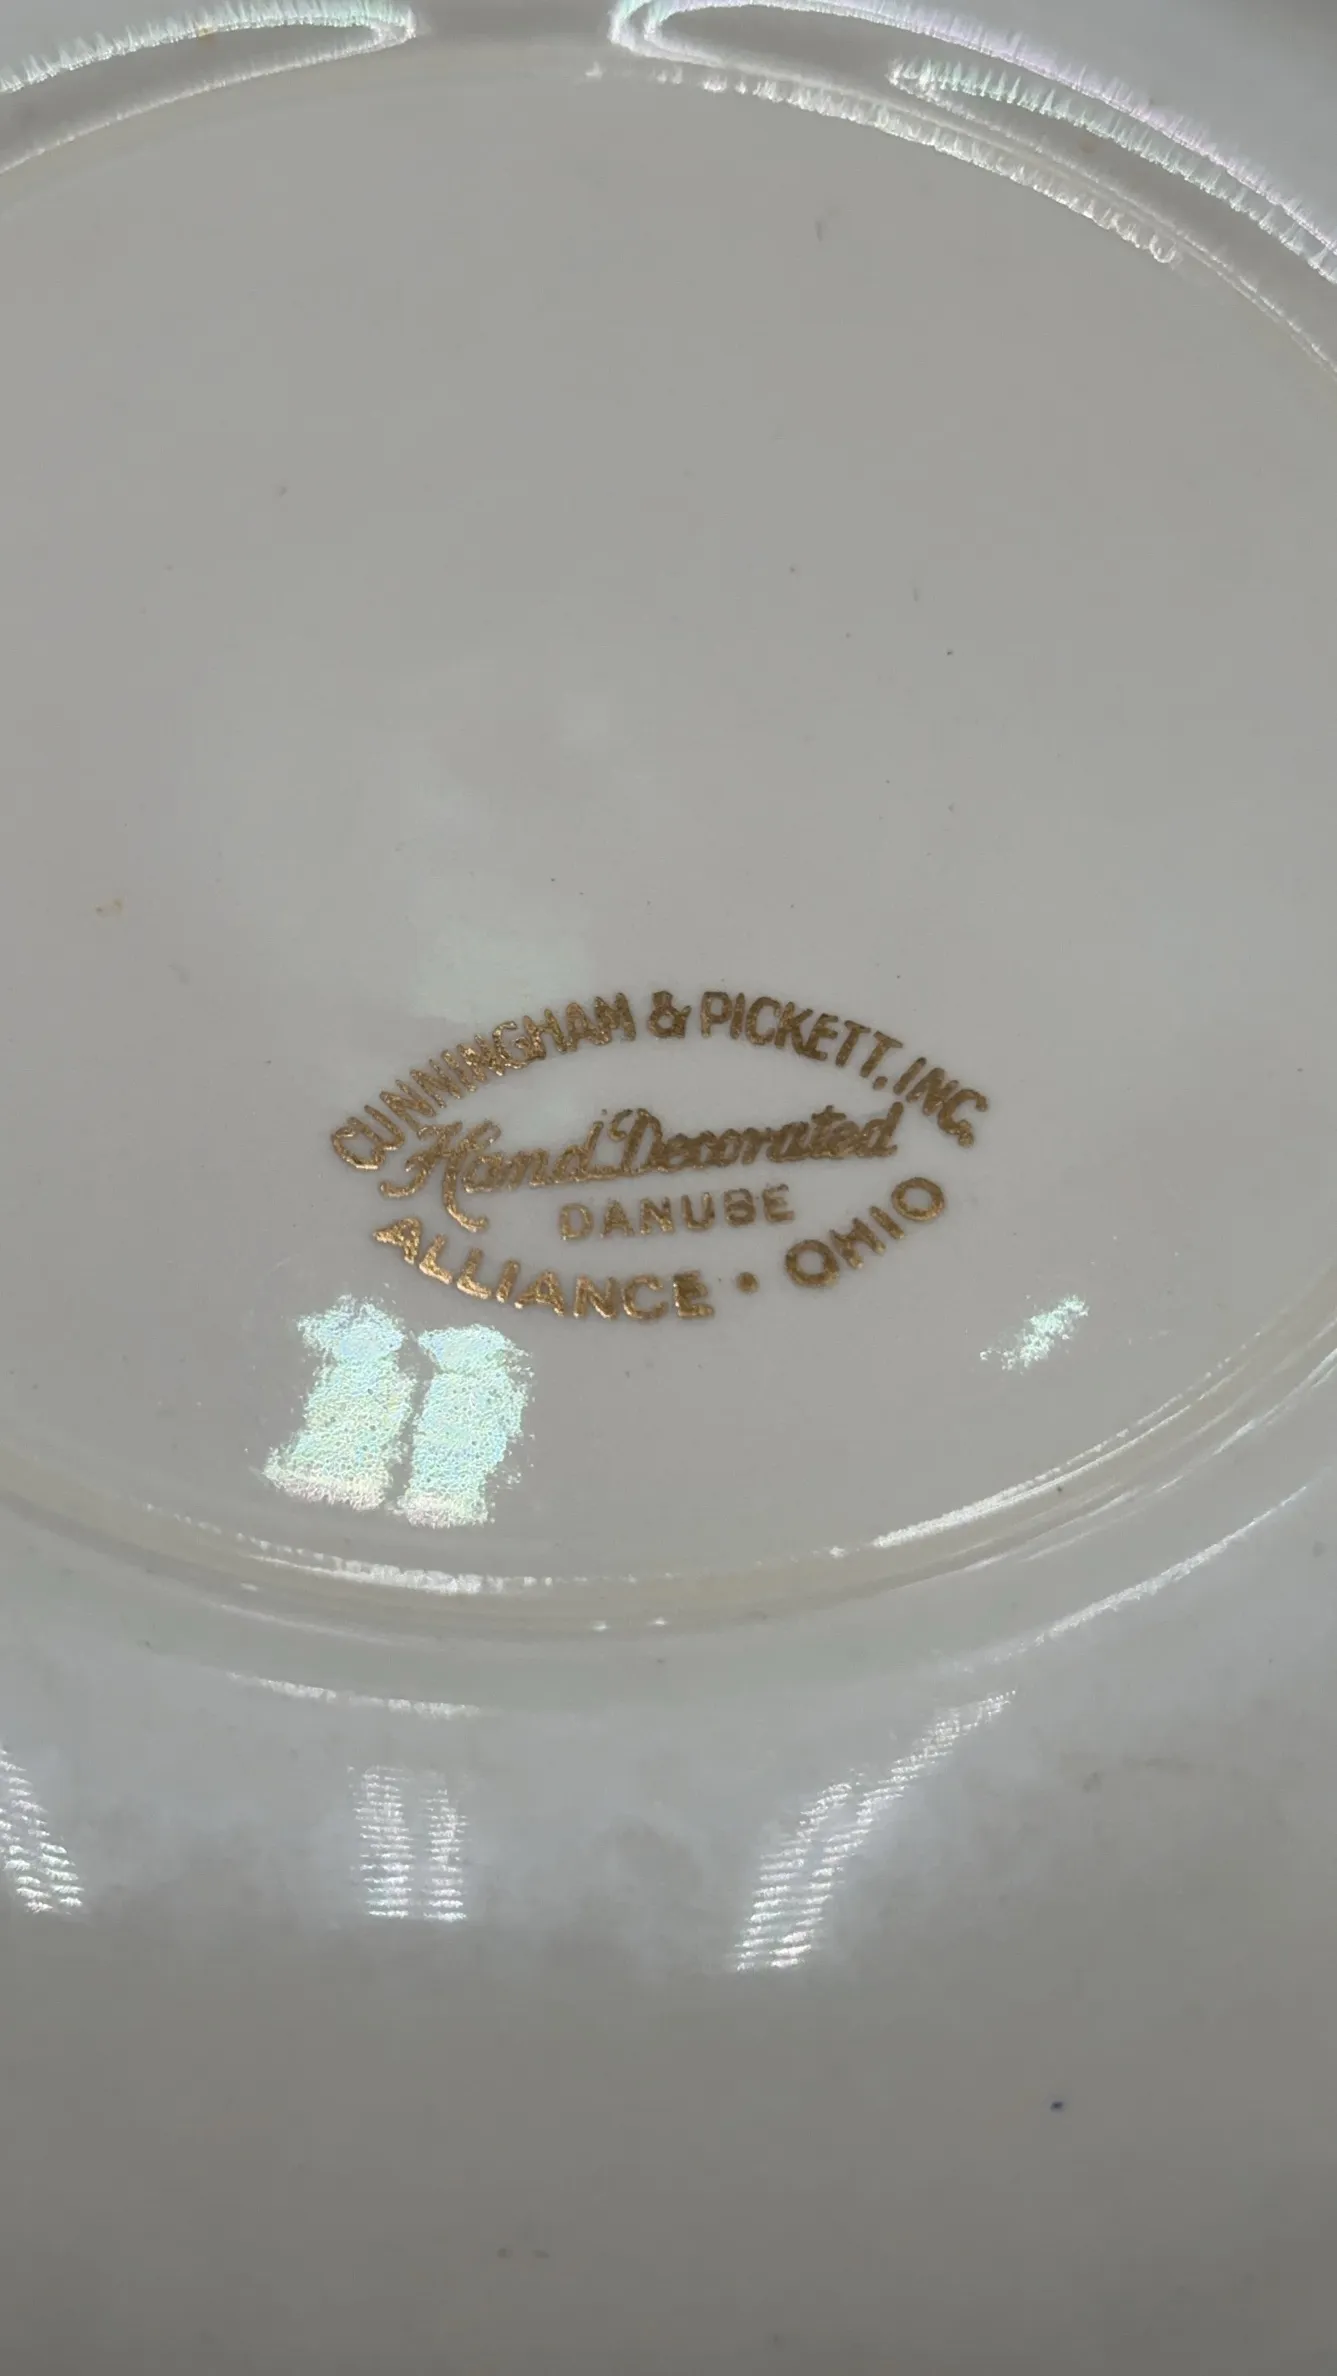 CUNNINGHAM & PICKETT, INC.
Hand Decorated
DANUBE
ALLIANCE • OHIO